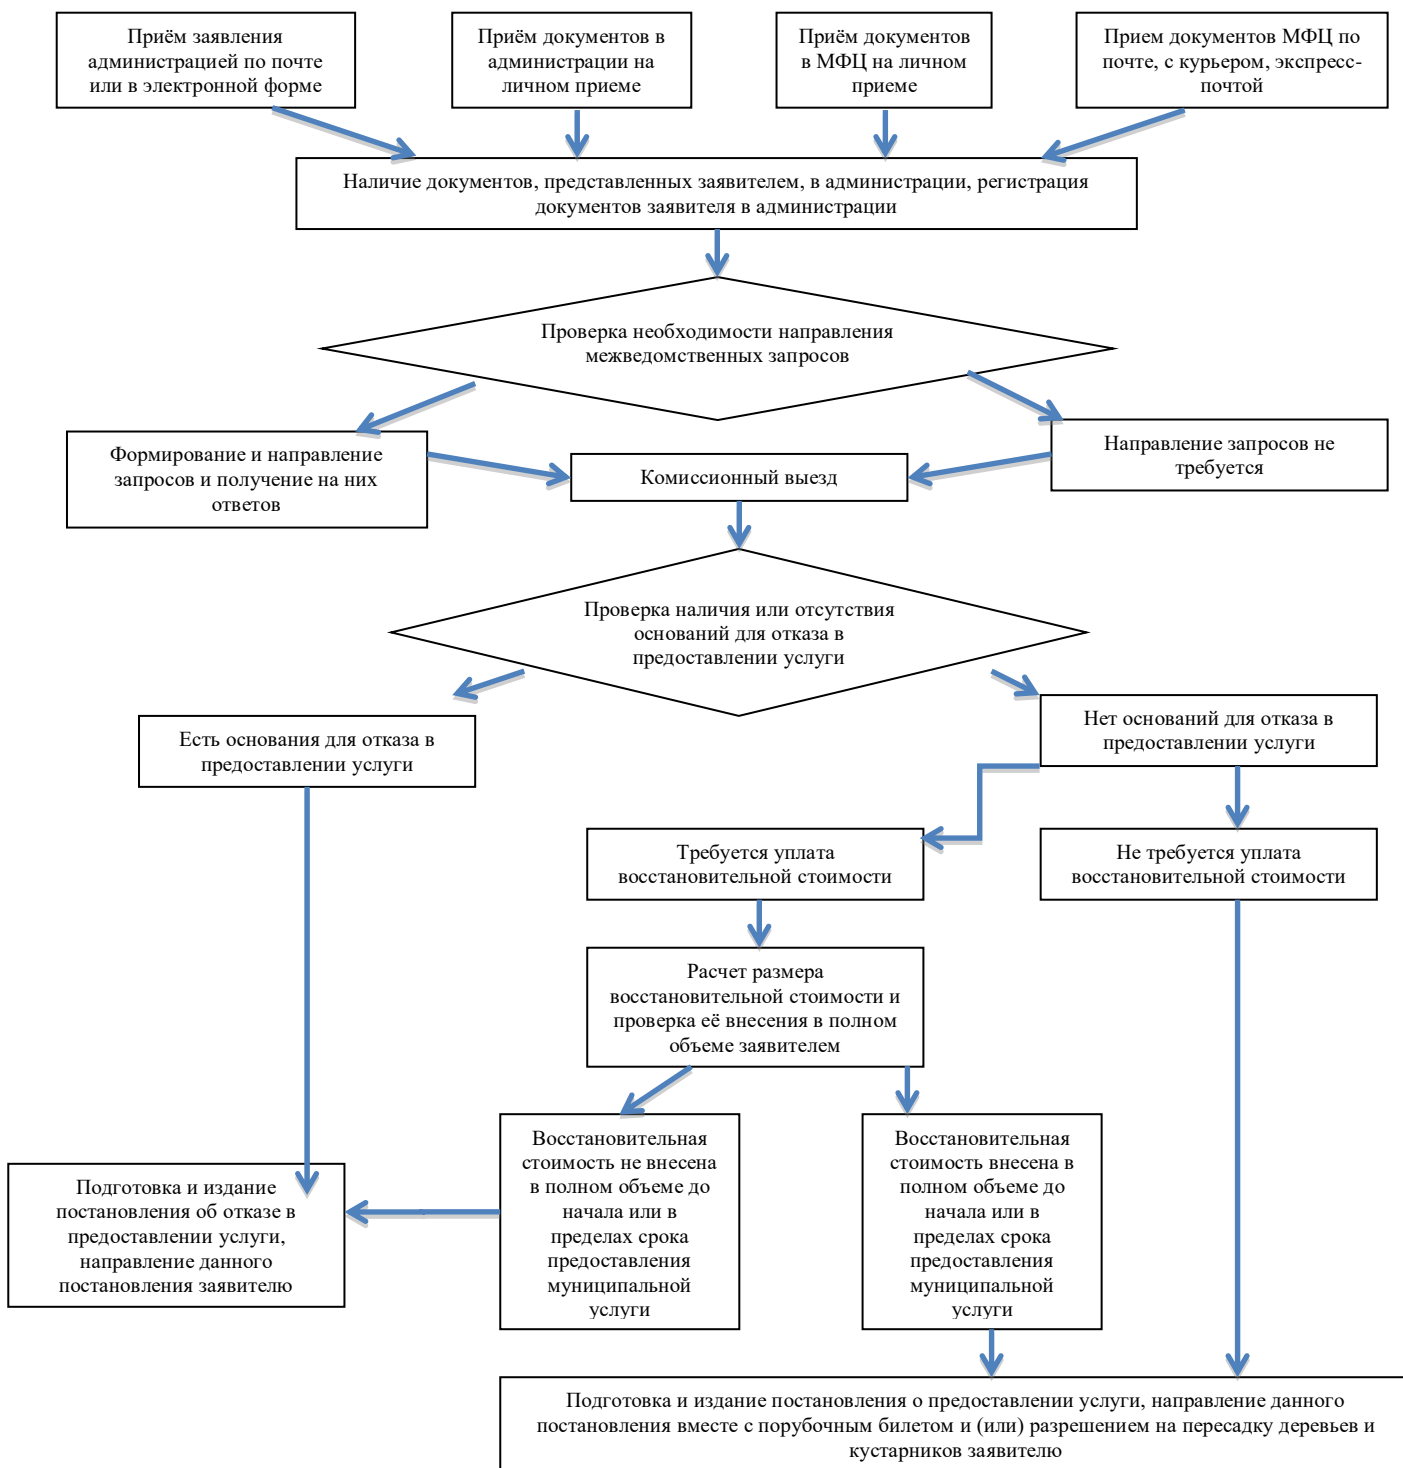 Приём заявления
администрацией по почте
или в электронной форме
Приём документов в
администрации на
личном приеме
Приём документов
в МФЦ на личном
приеме
Прием документов МФЦ по
почте, с курьером, экспресс-
почтой
Наличие документов, представленных заявителем, в администрации, регистрация
документов заявителя в администрации
Проверка необходимости направления
межведомственных запросов
Формирование и направление
запросов и получение на них
ответов
Комиссионный выезд
Направление запросов не
требуется
Проверка наличия или отсутствия
оснований для отказа в
предоставлении услуги
Есть основания для отказа в
предоставлении услуги
Нет оснований для отказа в
предоставлении услуги
Требуется уплата
восстановительной стоимости
Не требуется уплата
восстановительной стоимости
Расчет размера
восстановительной стоимости и
проверка её внесения в полном
объеме заявителем
Подготовка и издание
постановления об отказе в
предоставлении услуги,
направление данного
постановления заявителю
Восстановительная
стоимость не внесена
в полном объеме до
начала или в
пределах срока
предоставления
муниципальной
услуги
Восстановительная
стоимость внесена в
полном объеме до
начала или в
пределах срока
предоставления
муниципальной
услуги
Подготовка и издание постановления о предоставлении услуги, направление данного
постановления вместе с порубочным билетом и (или) разрешением на пересадку деревьев и
кустарников заявителю